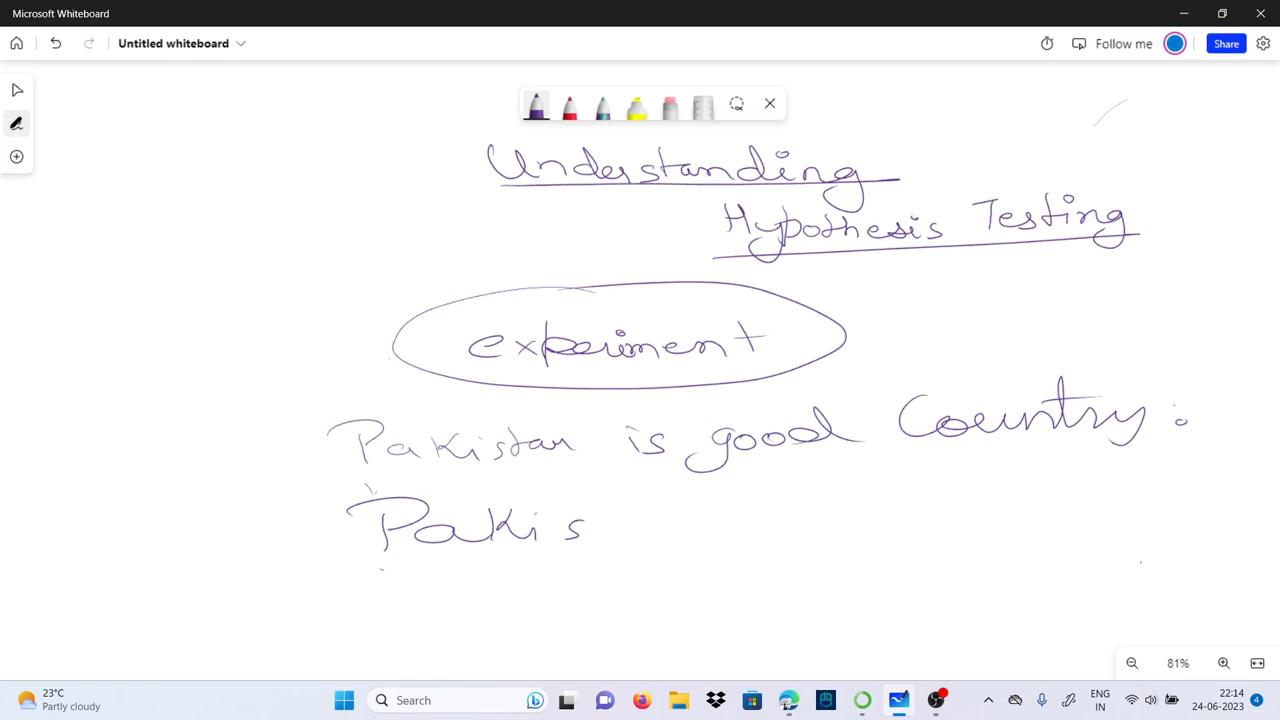 Microsoft Whiteboard
Untitled whiteboard
Follow me
Share
Understanding
Hypothesis Testing
experiment
Pakistan is good Country.
Pakis
81%
23°C
Partly cloudy
Search
ENG
IN
22:14
24-06-2023
4